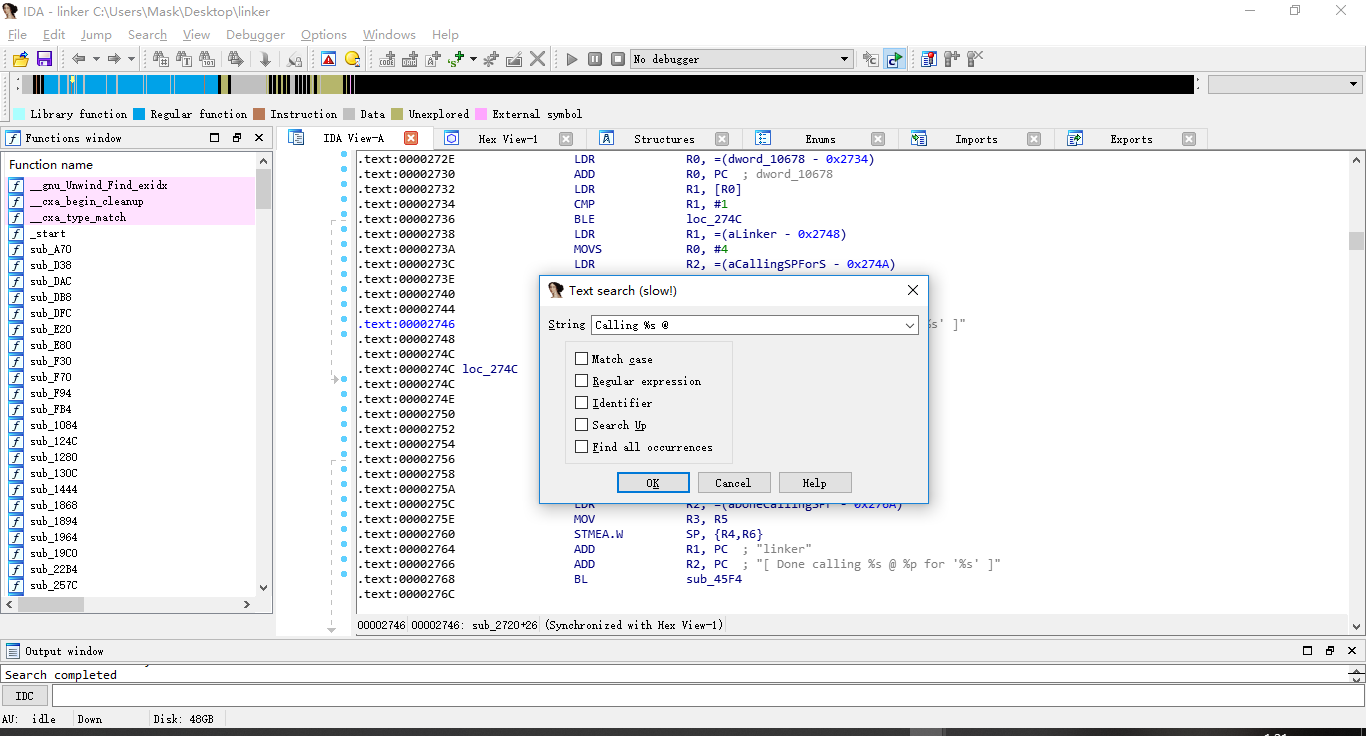 IDA - linker C:\Users\Mask\Desktop\linker
File Edit Jump Search View Debugger Options Windows Help
No debugger
Library function Regular function Instruction Data Unexplored External symbol
Functions window
IDA View-A Hex View-1 Structures Enums Imports Exports
Function name
__gnu_Unwind_Find_exidx
__cxa_begin_cleanup
__cxa_type_match
_start
sub_A70
sub_D38
sub_DAC
sub_DB8
sub_DFC
sub_E20
sub_E80
sub_F30
sub_F70
sub_F94
sub_FB4
sub_1084
sub_124C
sub_1280
sub_130C
sub_1444
sub_1868
sub_1894
sub_1964
sub_19C0
sub_22B4
sub_257C
.text:0000272E LDR R0, =(dword_10678 - 0x2734)
.text:00002730 ADD R0, PC ; dword_10678
.text:00002732 LDR R1, [R0]
.text:00002734 CMP R1, #1
.text:00002736 BLE loc_274C
.text:00002738 LDR R1, =(aLinker - 0x2748)
.text:0000273A MOVS R0, #4
.text:0000273C LDR R2, =(aCallingSPForS - 0x274A)
.text:0000273E
.text:00002740
.text:00002744
.text:00002746 %s' ]"
.text:00002748
.text:0000274C
.text:0000274C loc_274C
.text:0000274C
.text:0000274E
.text:00002750
.text:00002752
.text:00002754
.text:00002756
.text:00002758
.text:0000275A
.text:0000275C LDR R2, =(aDoneCallingSPF - 0x276A)
.text:0000275E MOV R3, R5
.text:00002760 STMEA.W SP, {R4,R6}
.text:00002764 ADD R1, PC ; "linker"
.text:00002766 ADD R2, PC ; "[ Done calling %s @ %p for '%s' ]"
.text:00002768 BL sub_45F4
.text:0000276C
00002746 00002746: sub_2720+26 (Synchronized with Hex View-1)
Text search (slow!)
String Calling %s @
Match case
Regular expression
Identifier
Search Up
Find all occurrences
OK Cancel Help
Output window
Search completed
IDC
AU: idle Down Disk: 48GB